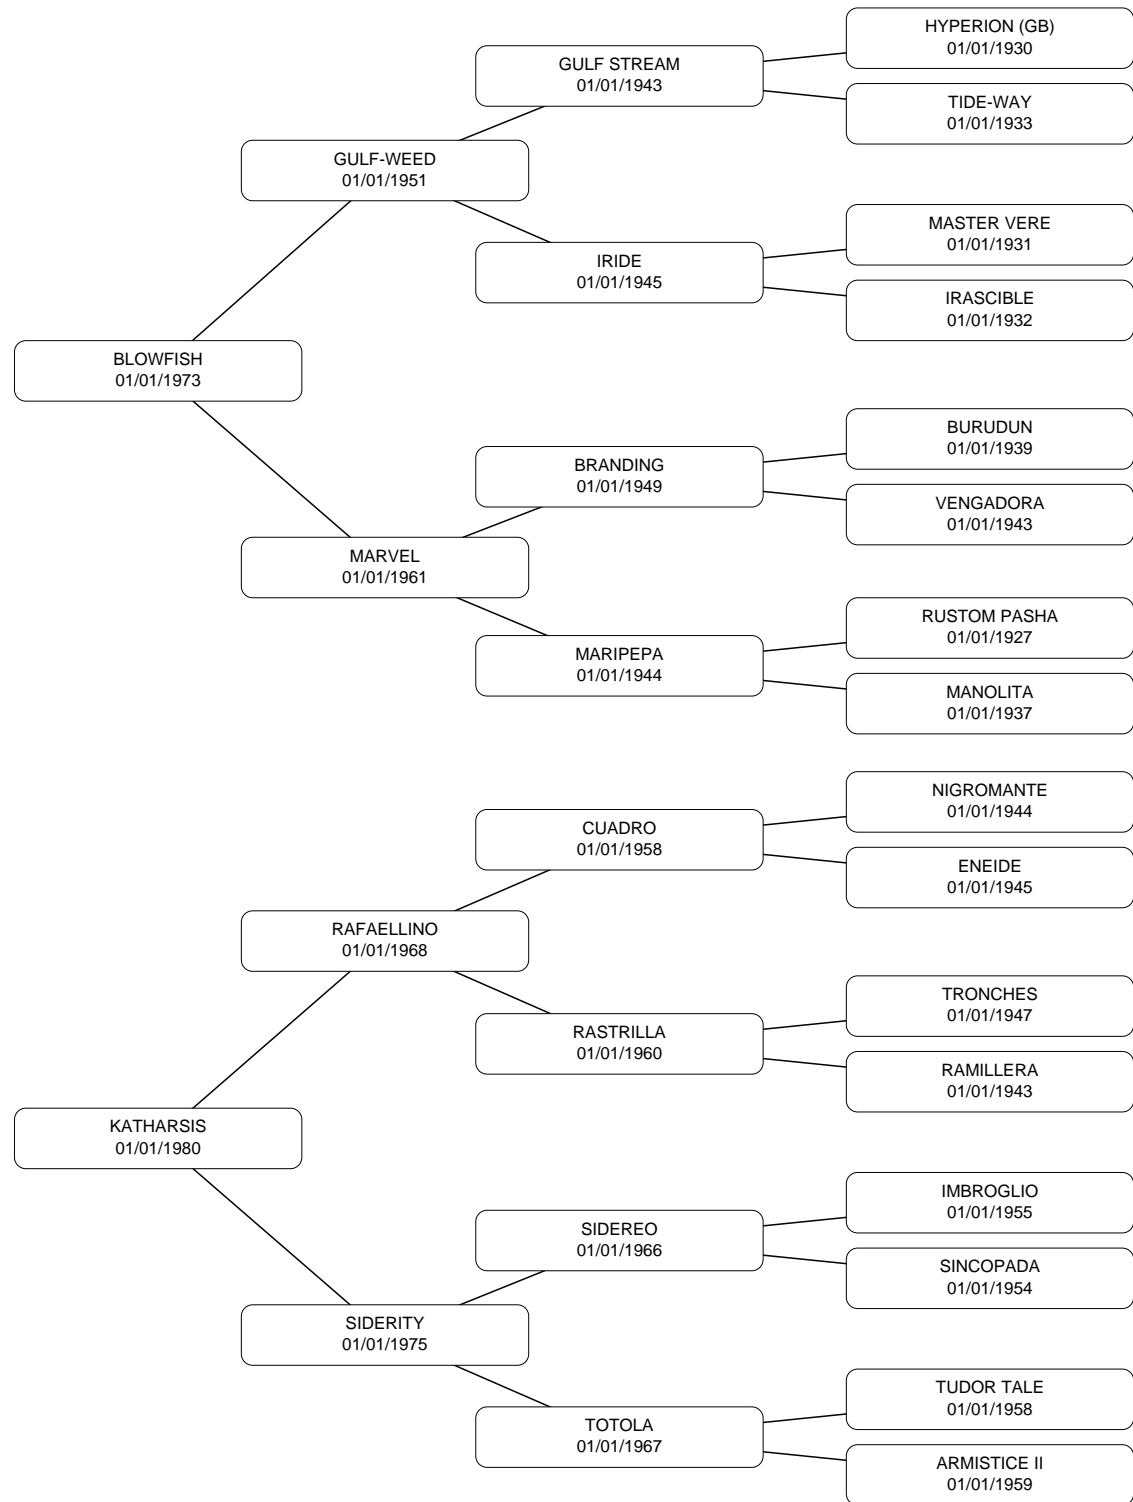 HYPERION (GB)
01/01/1930
GULF STREAM
01/01/1943
TIDE-WAY
01/01/1933
GULF-WEED
01/01/1951
MASTER VERE
01/01/1931
IRIDE
01/01/1945
IRASCIBLE
01/01/1932
BLOWFISH
01/01/1973
BURUDUN
01/01/1939
BRANDING
01/01/1949
VENGADORA
01/01/1943
MARVEL
01/01/1961
RUSTOM PASHA
01/01/1927
MARIPEPA
01/01/1944
MANOLITA
01/01/1937
NIGROMANTE
01/01/1944
CUADRO
01/01/1958
ENEIDE
01/01/1945
RAFAELLINO
01/01/1968
TRONCHES
01/01/1947
RASTRILLA
01/01/1960
RAMILLERA
01/01/1943
KATHARSIS
01/01/1980
IMBROGLIO
01/01/1955
SIDEREO
01/01/1966
SINCOPADA
01/01/1954
SIDERITY
01/01/1975
TUDOR TALE
01/01/1958
TOTOLA
01/01/1967
ARMISTICE II
01/01/1959